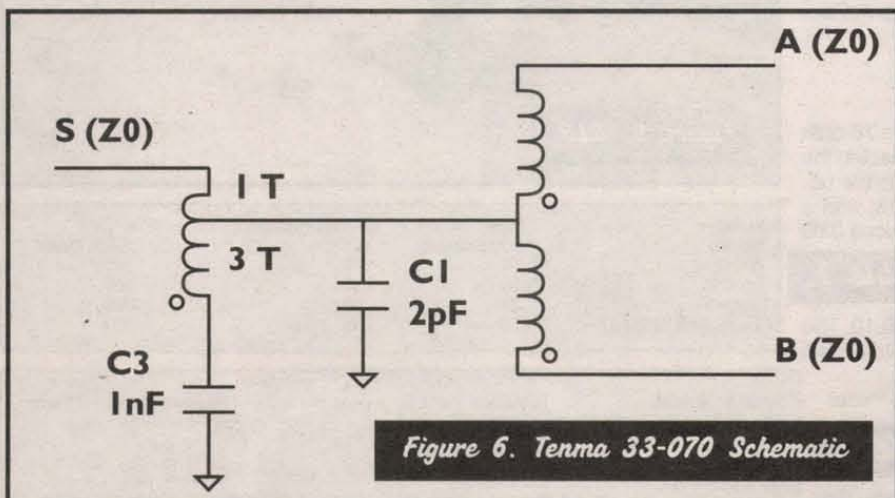 A (Z0)
S (Z0)
1 T
3 T
C1
2pF
B (Z0)
C3
1nF
Figure 6. Tenma 33-070 Schematic